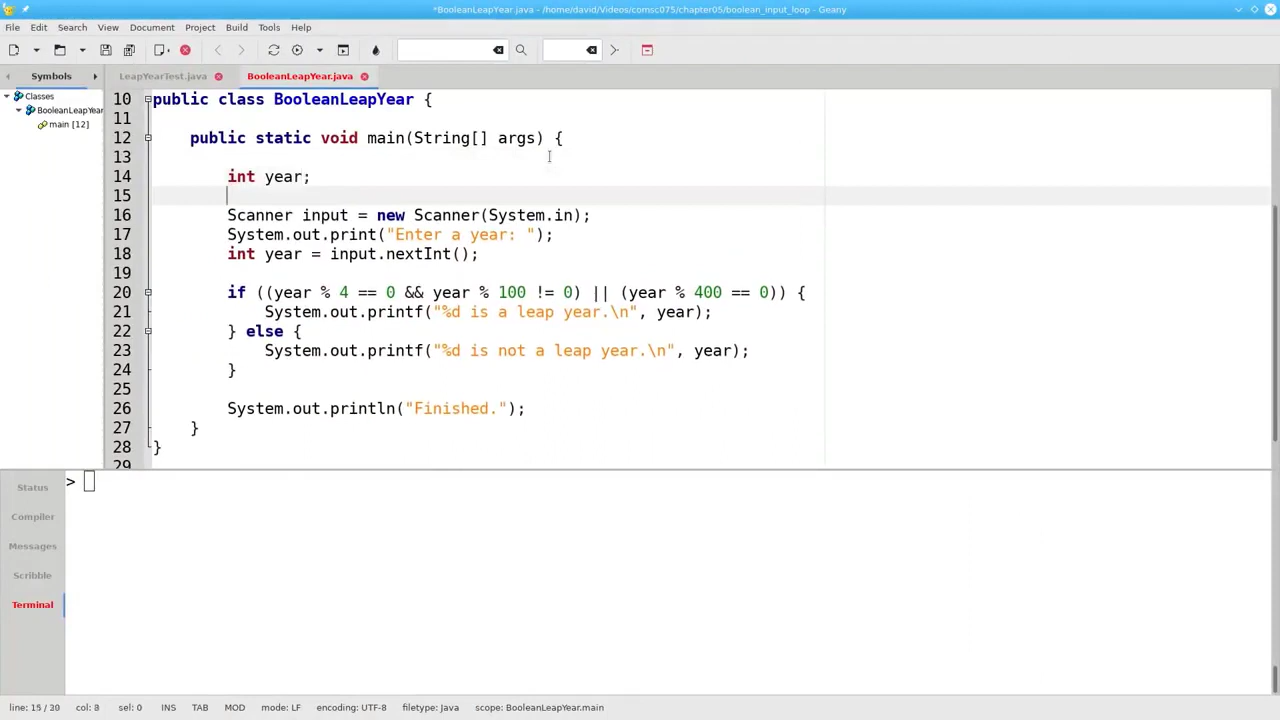 *BooleanLeapYear.java - /home/david/Videos/comsc075/chapter05/boolean_input_loop - Geany
File Edit Search View Document Project Build Tools Help
Symbols LeapYearTest.java BooleanLeapYear.java
Classes
BooleanLeapYear
main [12]
10 public class BooleanLeapYear {
11
12 public static void main(String[] args) {
13
14 int year;
15
16 Scanner input = new Scanner(System.in);
17 System.out.print("Enter a year: ");
18 int year = input.nextInt();
19
20 if ((year % 4 == 0 && year % 100 != 0) || (year % 400 == 0)) {
21 System.out.printf("%d is a leap year.\n", year);
22 } else {
23 System.out.printf("%d is not a leap year.\n", year);
24 }
25
26 System.out.println("Finished.");
27 }
28 }
29
Status
Compiler
Messages
Scribble
Terminal
>
line: 15 / 30 col: 8 sel: 0 INS TAB MOD mode: LF encoding: UTF-8 filetype: Java scope: BooleanLeapYear.main